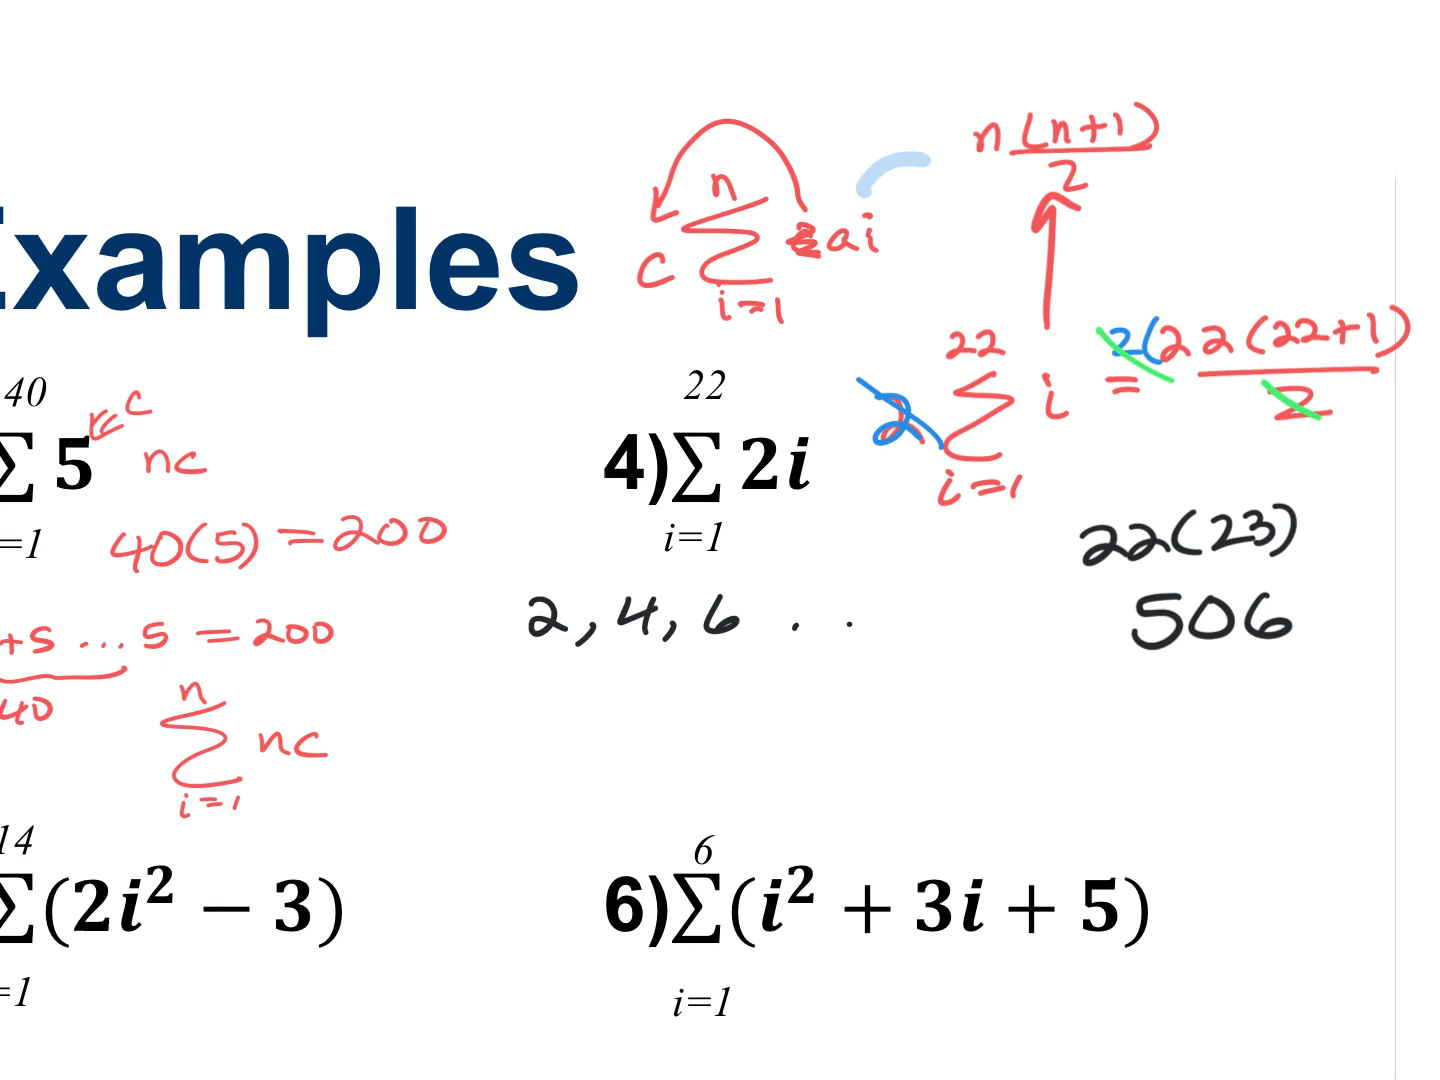 n(n+1)
2
n
c ∑ ai
i=1
Examples
22
2 ∑ i = 2(22(22+1)
i=1
2
40
∑ 5 c
nc
=1
40(5) = 200
+5 ... 5 = 200
40
n
∑ nc
i=1
22
4)∑ 2i
i=1
2, 4, 6 . .
22(23)
506
14
∑(2i² − 3)
=1
6
6)∑(i² + 3i + 5)
i=1